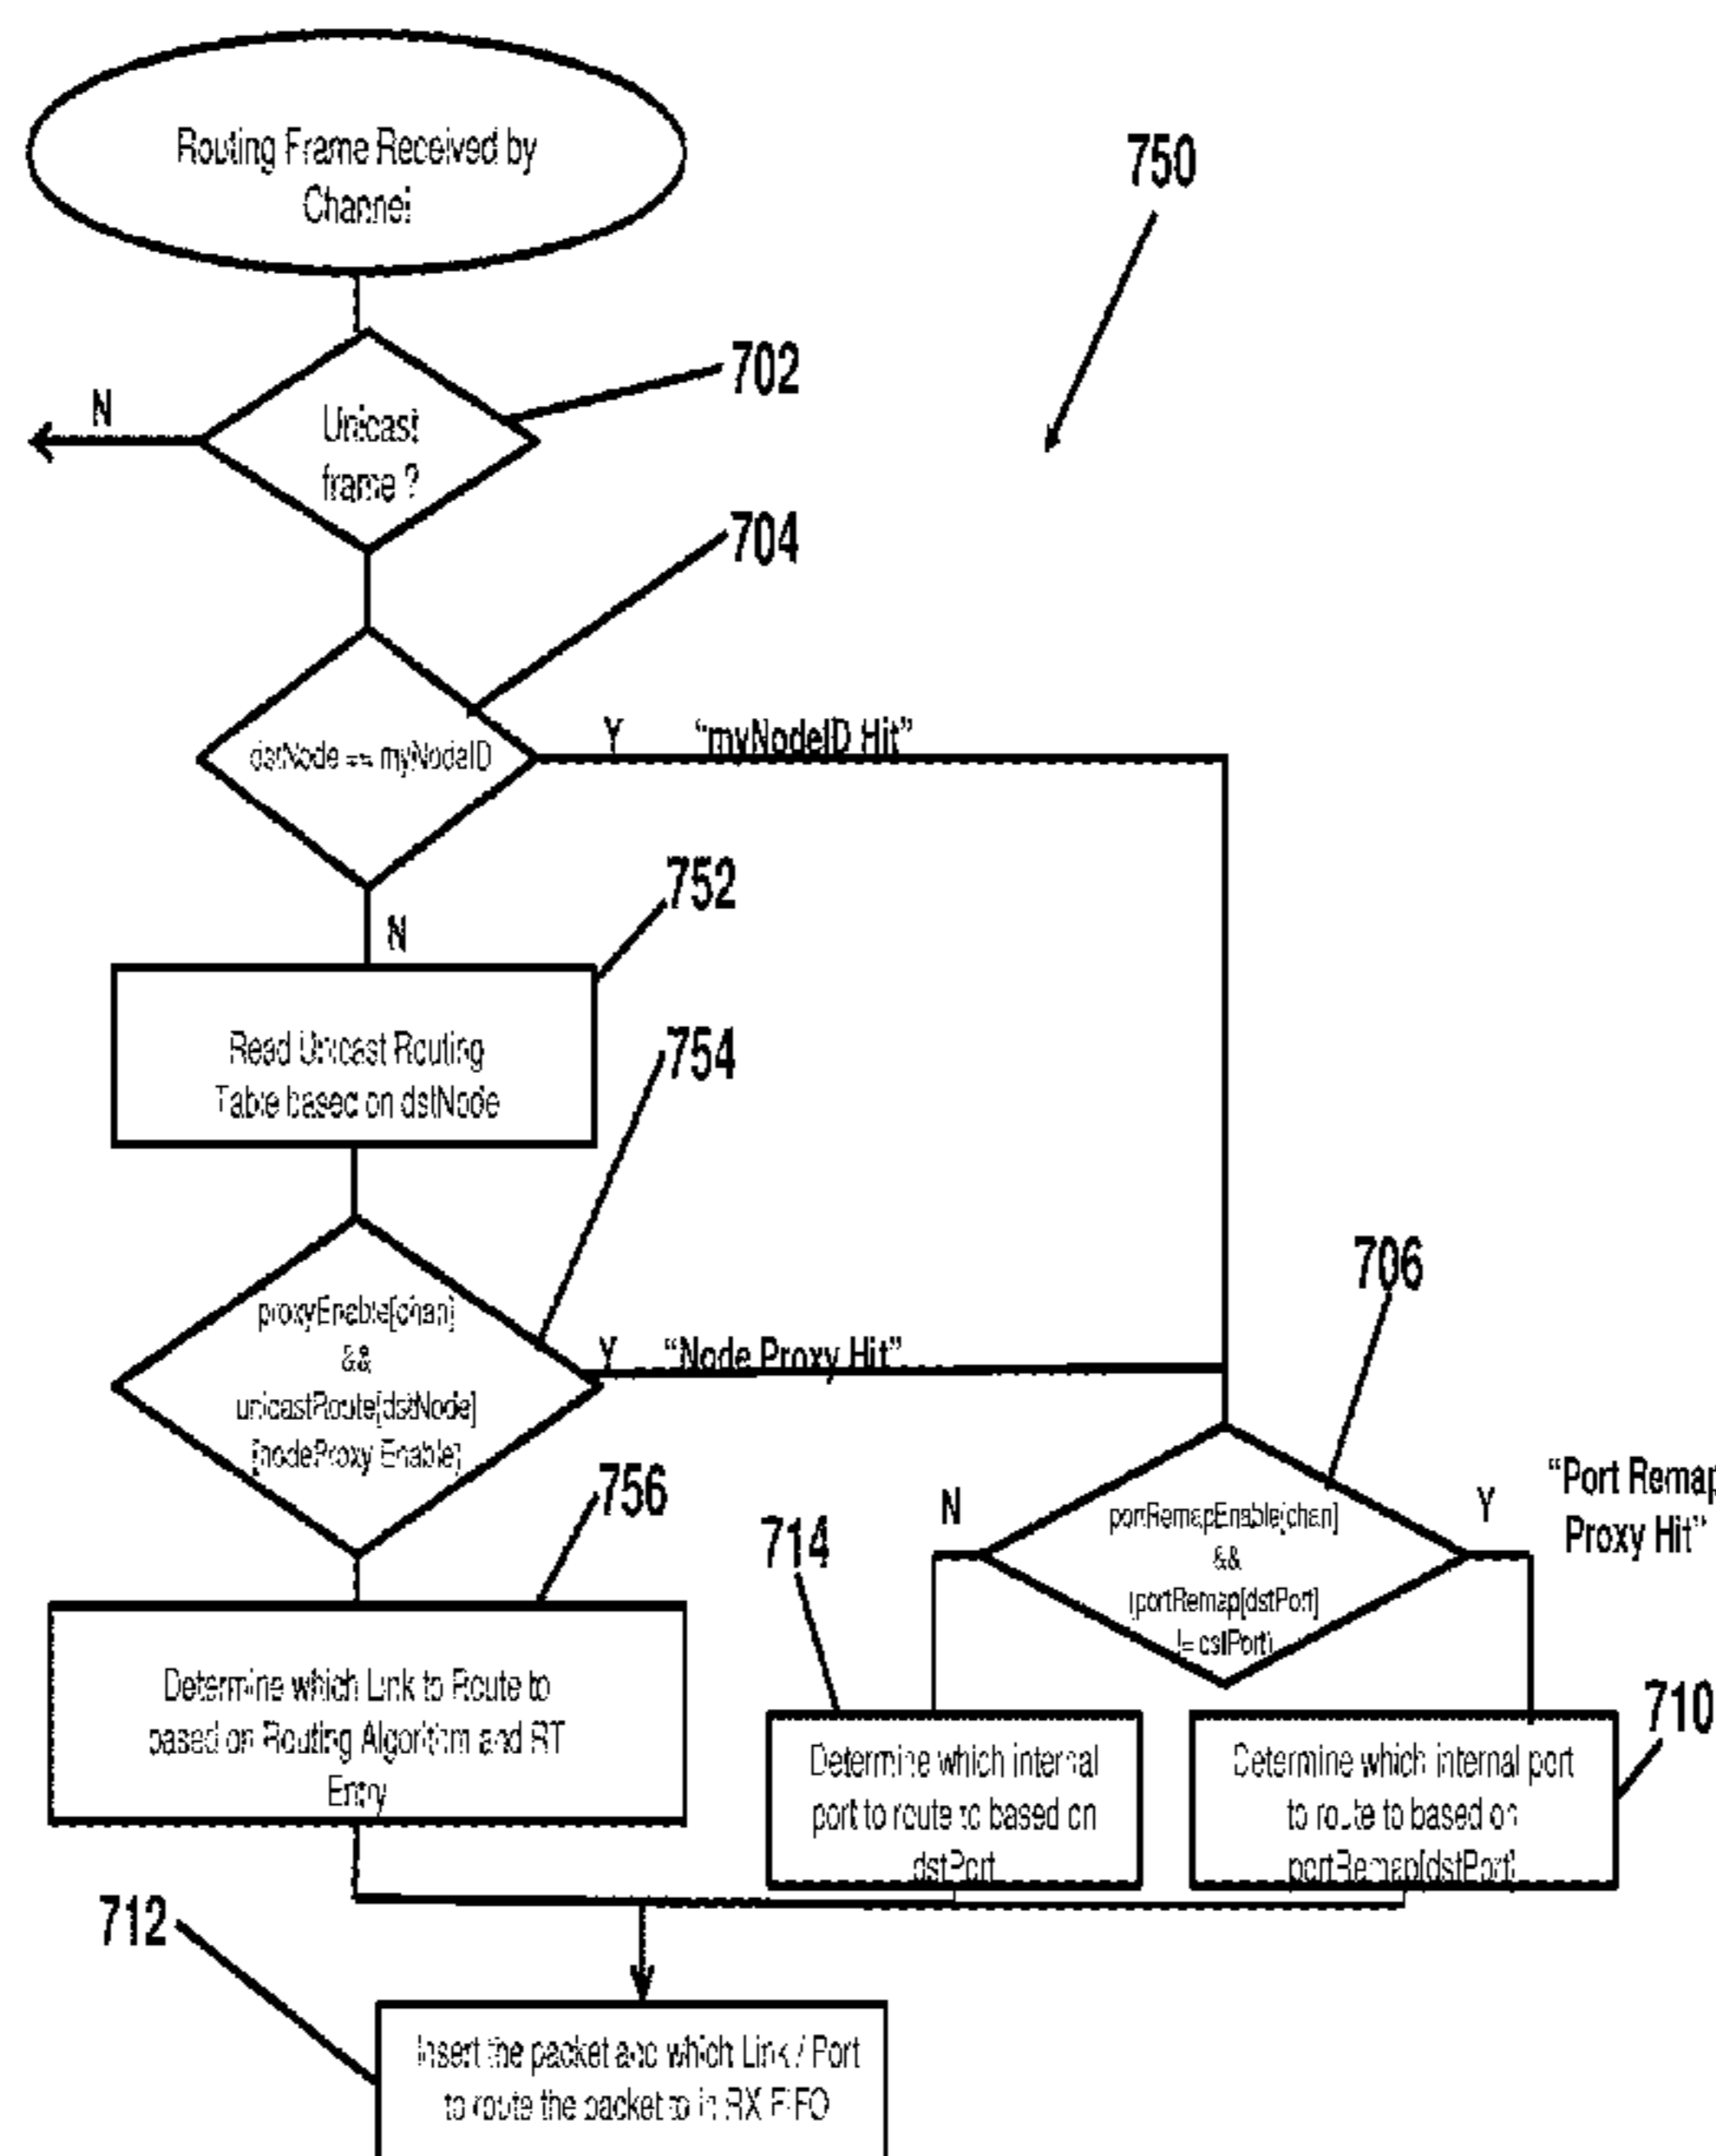 Routing Frame Received by
Channel
750
702
N
Unicast
frame ?
704
dstNode == myNodeID
Y "myNodeID Hit"
752
N
Read Unicast Routing
Table based on dstNode
754
706
proxyEnable[chan]
&&
unicastRoute[dstNode]
[nodeProxy Enable]
Y "Node Proxy Hit"
756
714
N
portRemapEnable[chan]
&&
(portRemap[dstPort]
!= dstPort)
Y
"Port Remap
Proxy Hit"
710
Determine which Link to Route to
based on Routing Algorithm and RT
Entry
Determine which internal
port to route to based on
dstPort
Determine which internal port
to route to based on
portRemap[dstPort]
712
Insert the packet and which Link / Port
to route the packet to in RX FIFO